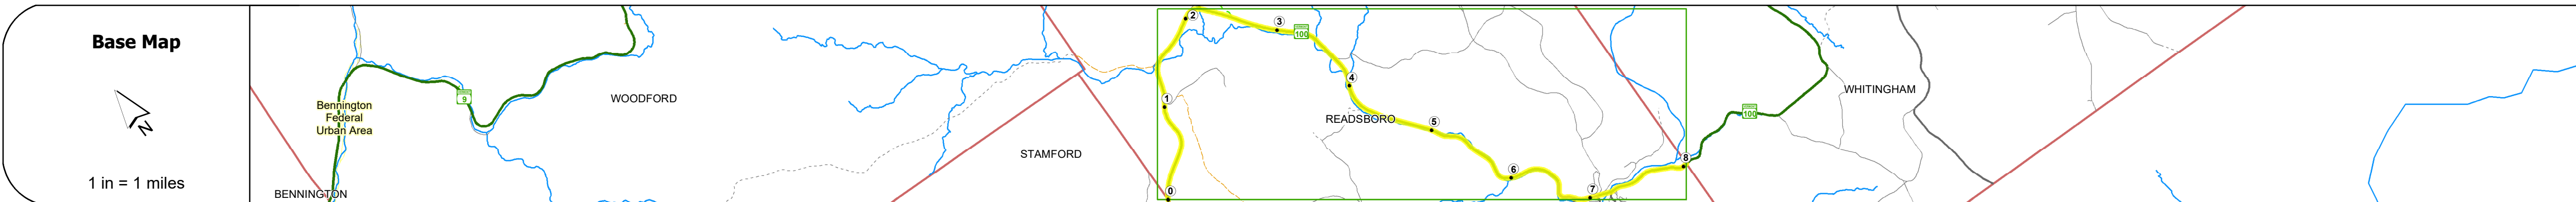 Base Map
N
1 in = 1 miles
Bennington
Federal
Urban Area
BENNINGTON
9
WOODFORD
STAMFORD
0
1
2
3
100
4
READSBORO
5
6
7
8
100
WHITINGHAM